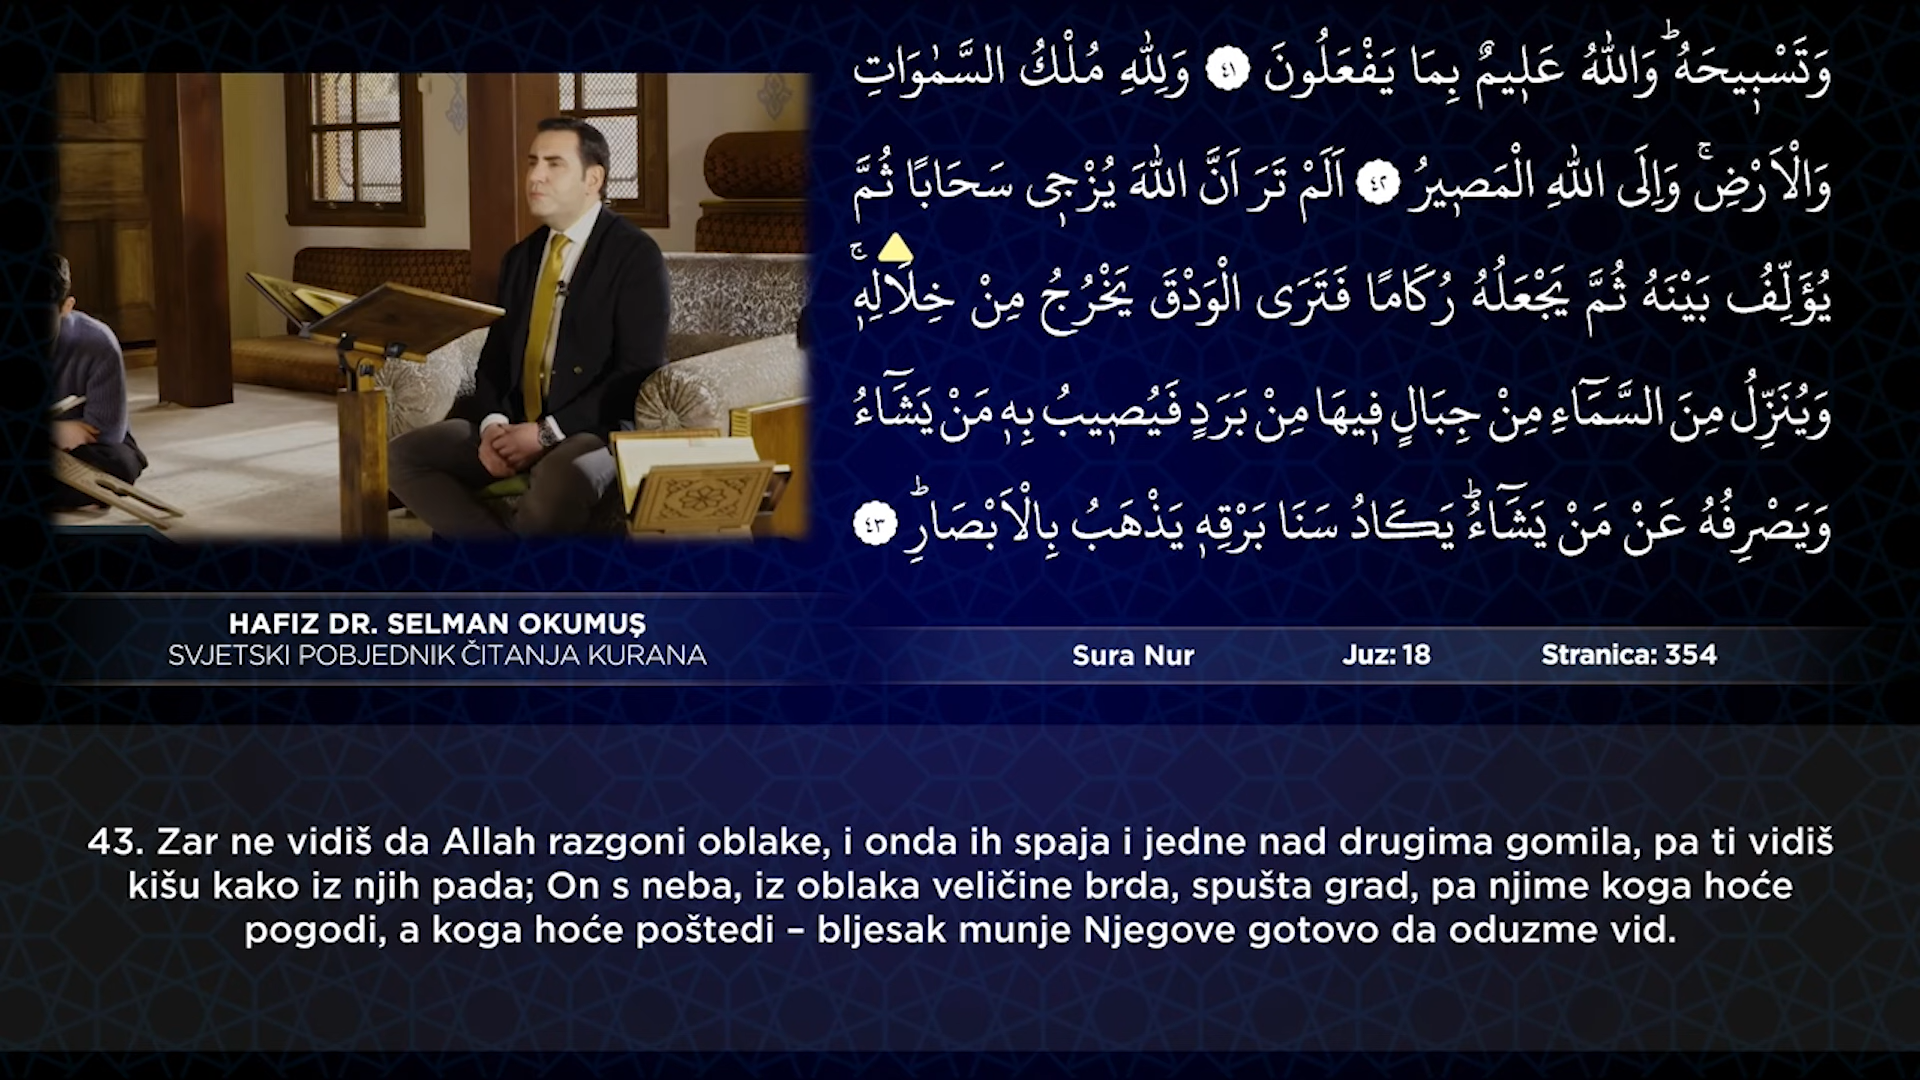 وَتَسْبٖيحَهُۜ وَاللّٰهُ عَلٖيمٌ بِمَا يَفْعَلُونَ ٤١ وَلِلّٰهِ مُلْكُ السَّمٰوَاتِ
وَالْاَرْضِۚ وَاِلَى اللّٰهِ الْمَصٖيرُ ٤٢ اَلَمْ تَرَ اَنَّ اللّٰهَ يُزْجٖى سَحَابًا ثُمَّ
يُؤَلِّفُ بَيْنَهُ ثُمَّ يَجْعَلُهُ رُكَامًا فَتَرَى الْوَدْقَ يَخْرُجُ مِنْ خِلَالِهٖۚ
وَيُنَزِّلُ مِنَ السَّمَٓاءِ مِنْ جِبَالٍ فٖيهَا مِنْ بَرَدٍ فَيُصٖيبُ بِهٖ مَنْ يَشَٓاءُ
وَيَصْرِفُهُ عَنْ مَنْ يَشَٓاءُۜ يَكَادُ سَنَا بَرْقِهٖ يَذْهَبُ بِالْاَبْصَارِۜ ٤٣
HAFIZ DR. SELMAN OKUMUŞ
SVJETSKI POBJEDNIK ČITANJA KURANA
Sura Nur Juz: 18 Stranica: 354
43. Zar ne vidiš da Allah razgoni oblake, i onda ih spaja i jedne nad drugima gomila, pa ti vidiš
kišu kako iz njih pada; On s neba, iz oblaka veličine brda, spušta grad, pa njime koga hoće
pogodi, a koga hoće poštedi – bljesak munje Njegove gotovo da oduzme vid.